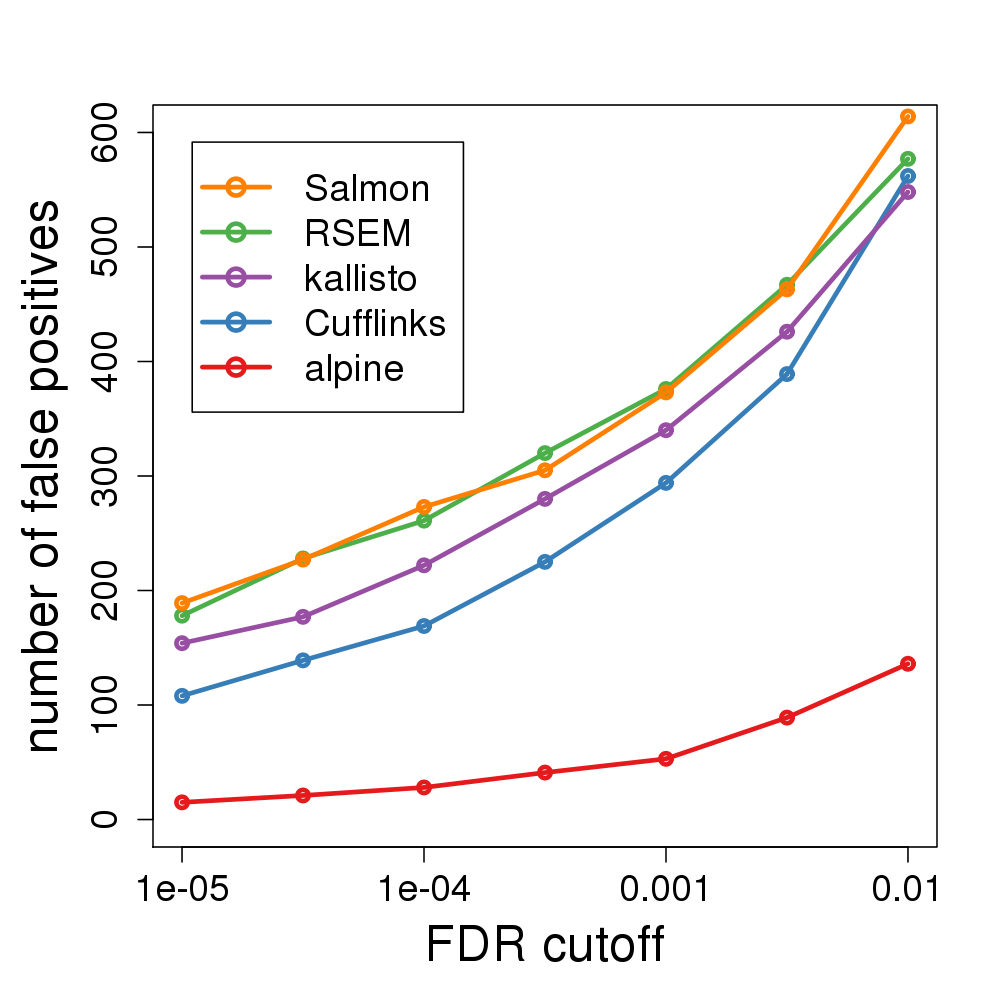 number of false positives
600
500
400
300
200
100
0
Salmon
RSEM
kallisto
Cufflinks
alpine
1e-05 1e-04 0.001 0.01
FDR cutoff